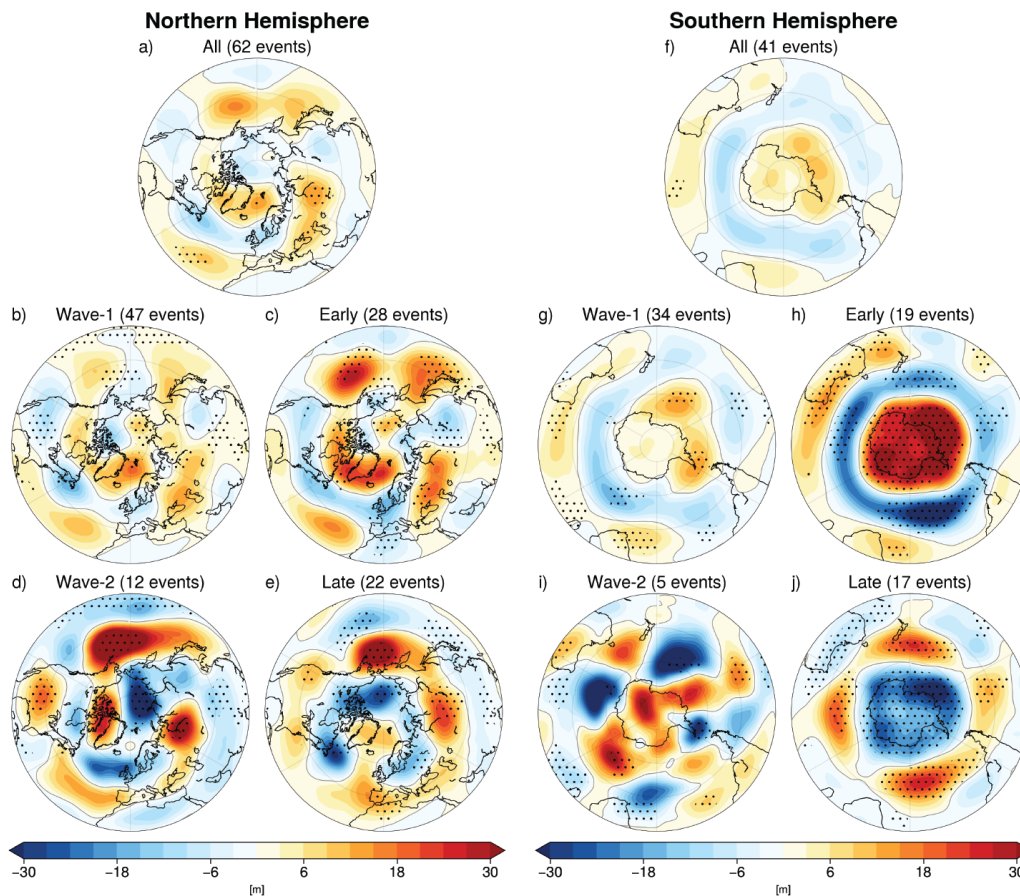 Northern Hemisphere
Southern Hemisphere
a) All (62 events)
f) All (41 events)
b) Wave-1 (47 events)
c) Early (28 events)
g) Wave-1 (34 events)
h) Early (19 events)
d) Wave-2 (12 events)
e) Late (22 events)
i) Wave-2 (5 events)
j) Late (17 events)
−30 −18 −6 6 18 30
[m]
−30 −18 −6 6 18 30
[m]